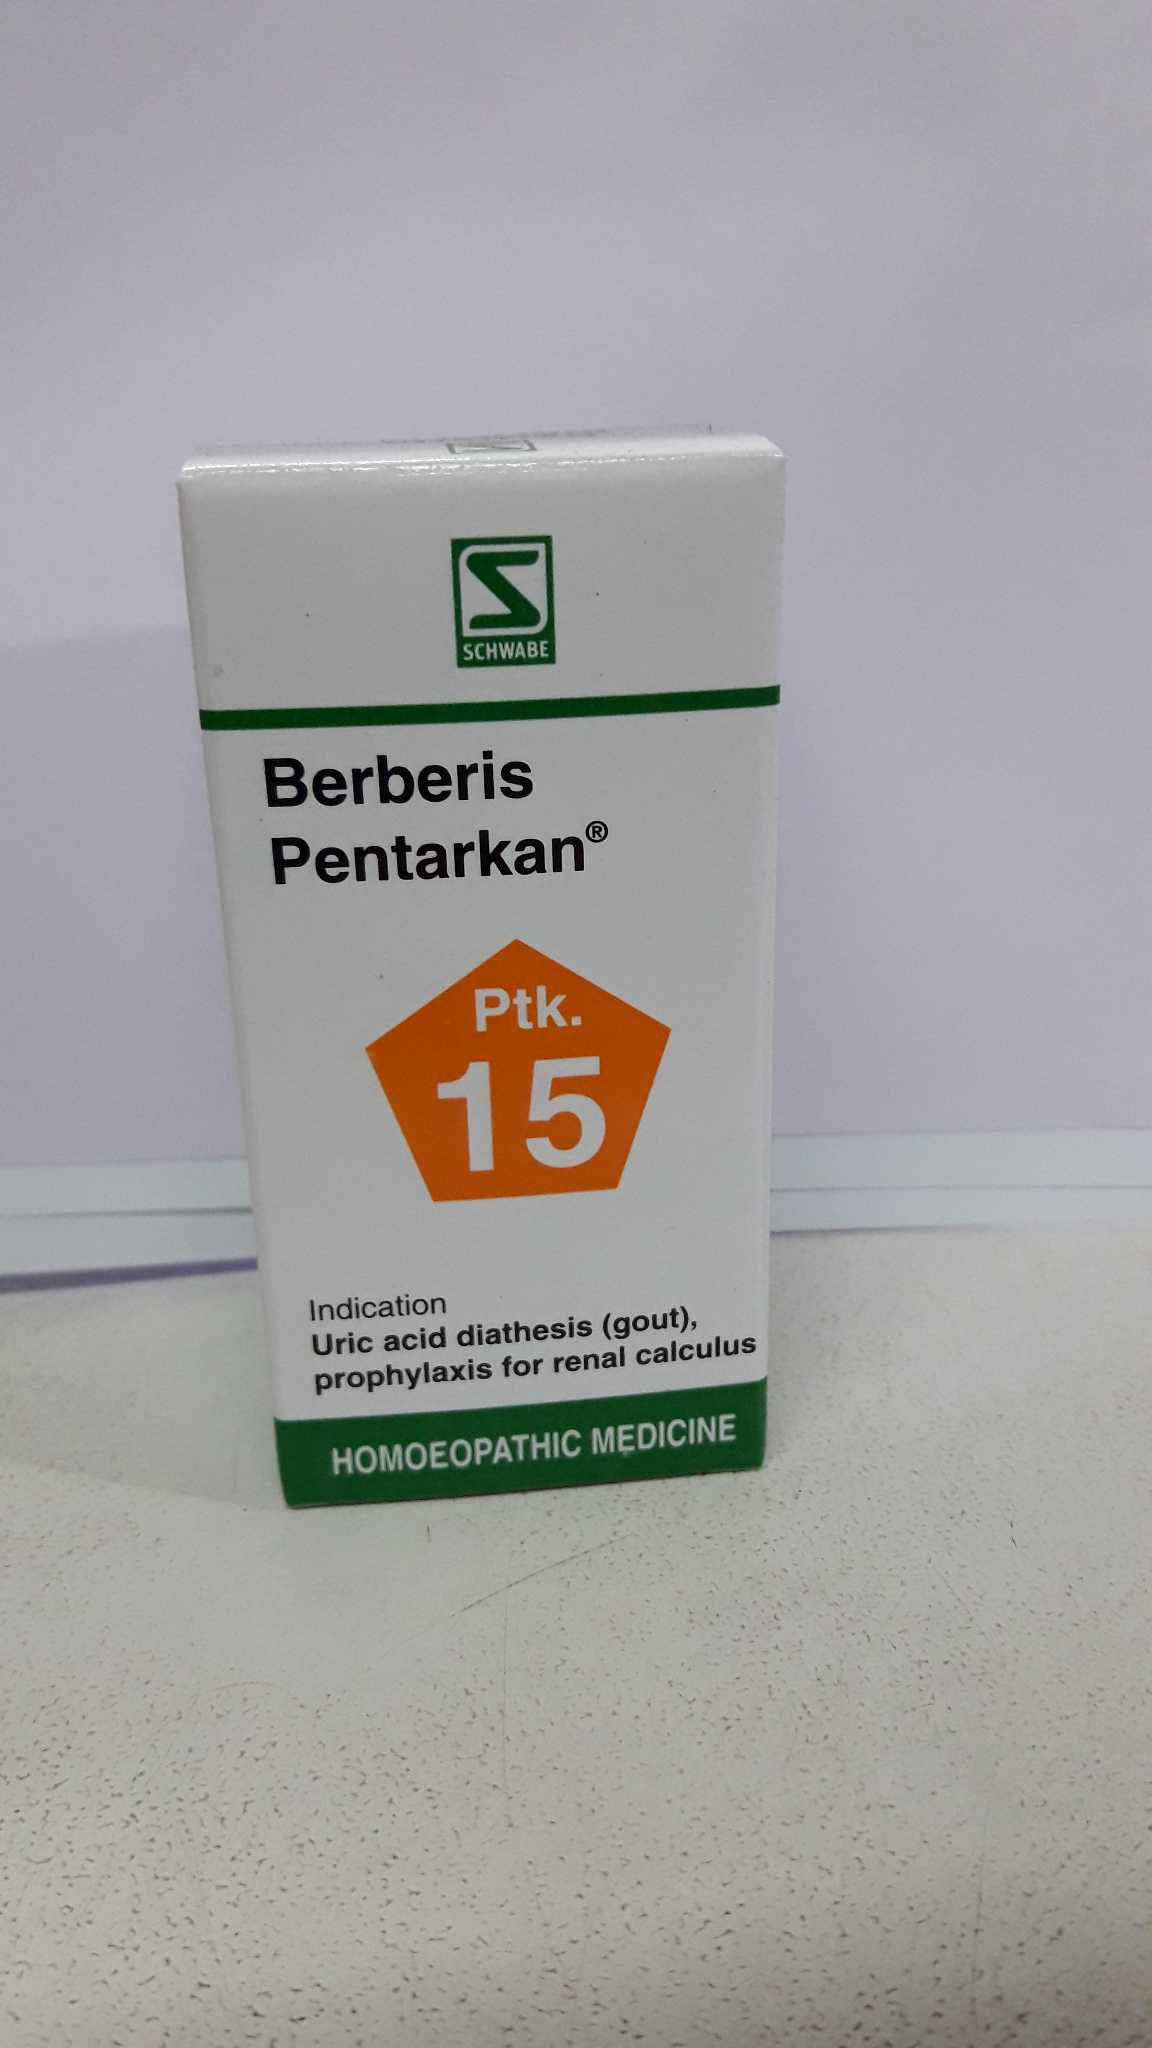 SCHWABE
Berberis
Pentarkan®
Ptk.
15
Indication
Uric acid diathesis (gout),
prophylaxis for renal calculus
HOMOEOPATHIC MEDICINE